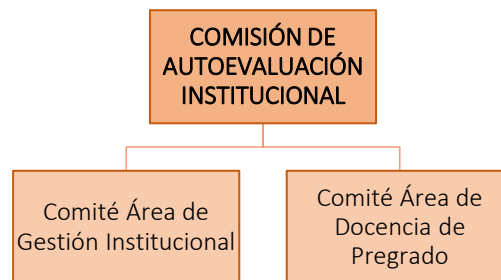 COMISIÓN DE
AUTOEVALUACIÓN
INSTITUCIONAL
Comité Área de
Gestión Institucional
Comité Área de
Docencia de
Pregrado